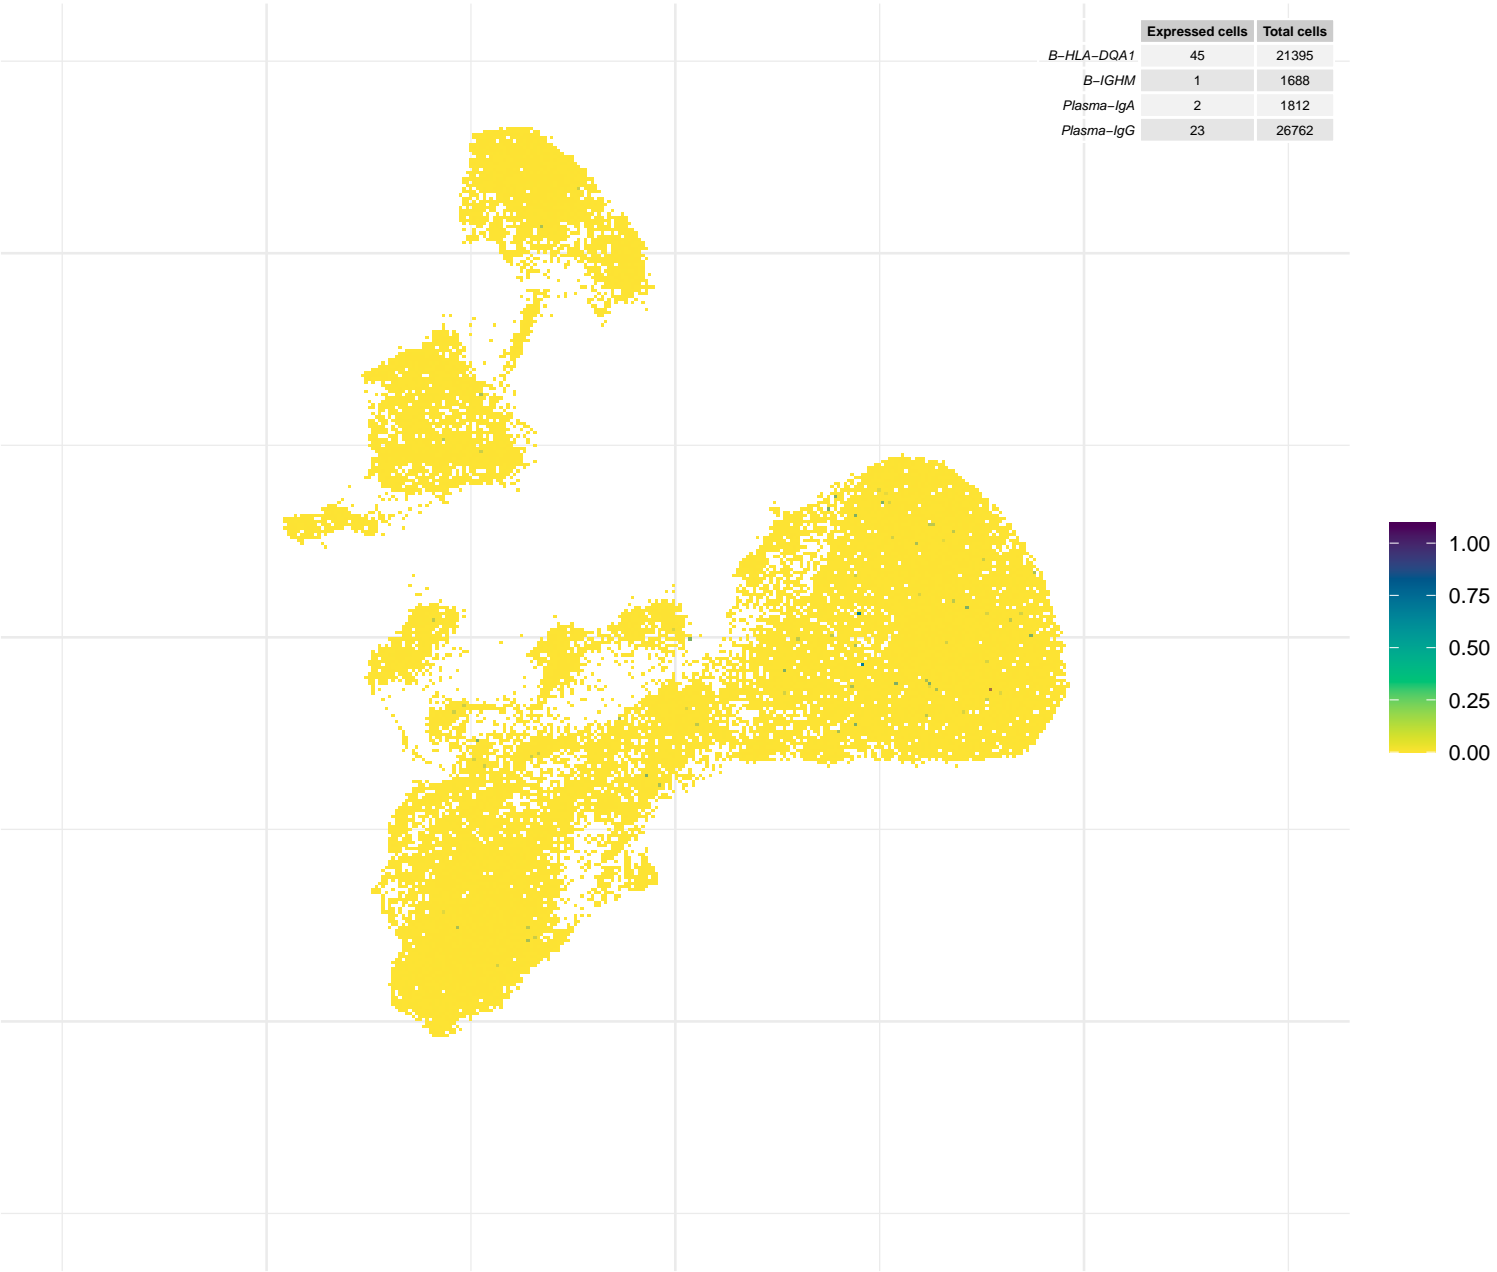 Expressed cells Total cells
B−HLA−DQA1 45 21395
B−IGHM 1 1688
Plasma−IgA 2 1812
Plasma−IgG 23 26762
1.00
0.75
0.50
0.25
0.00